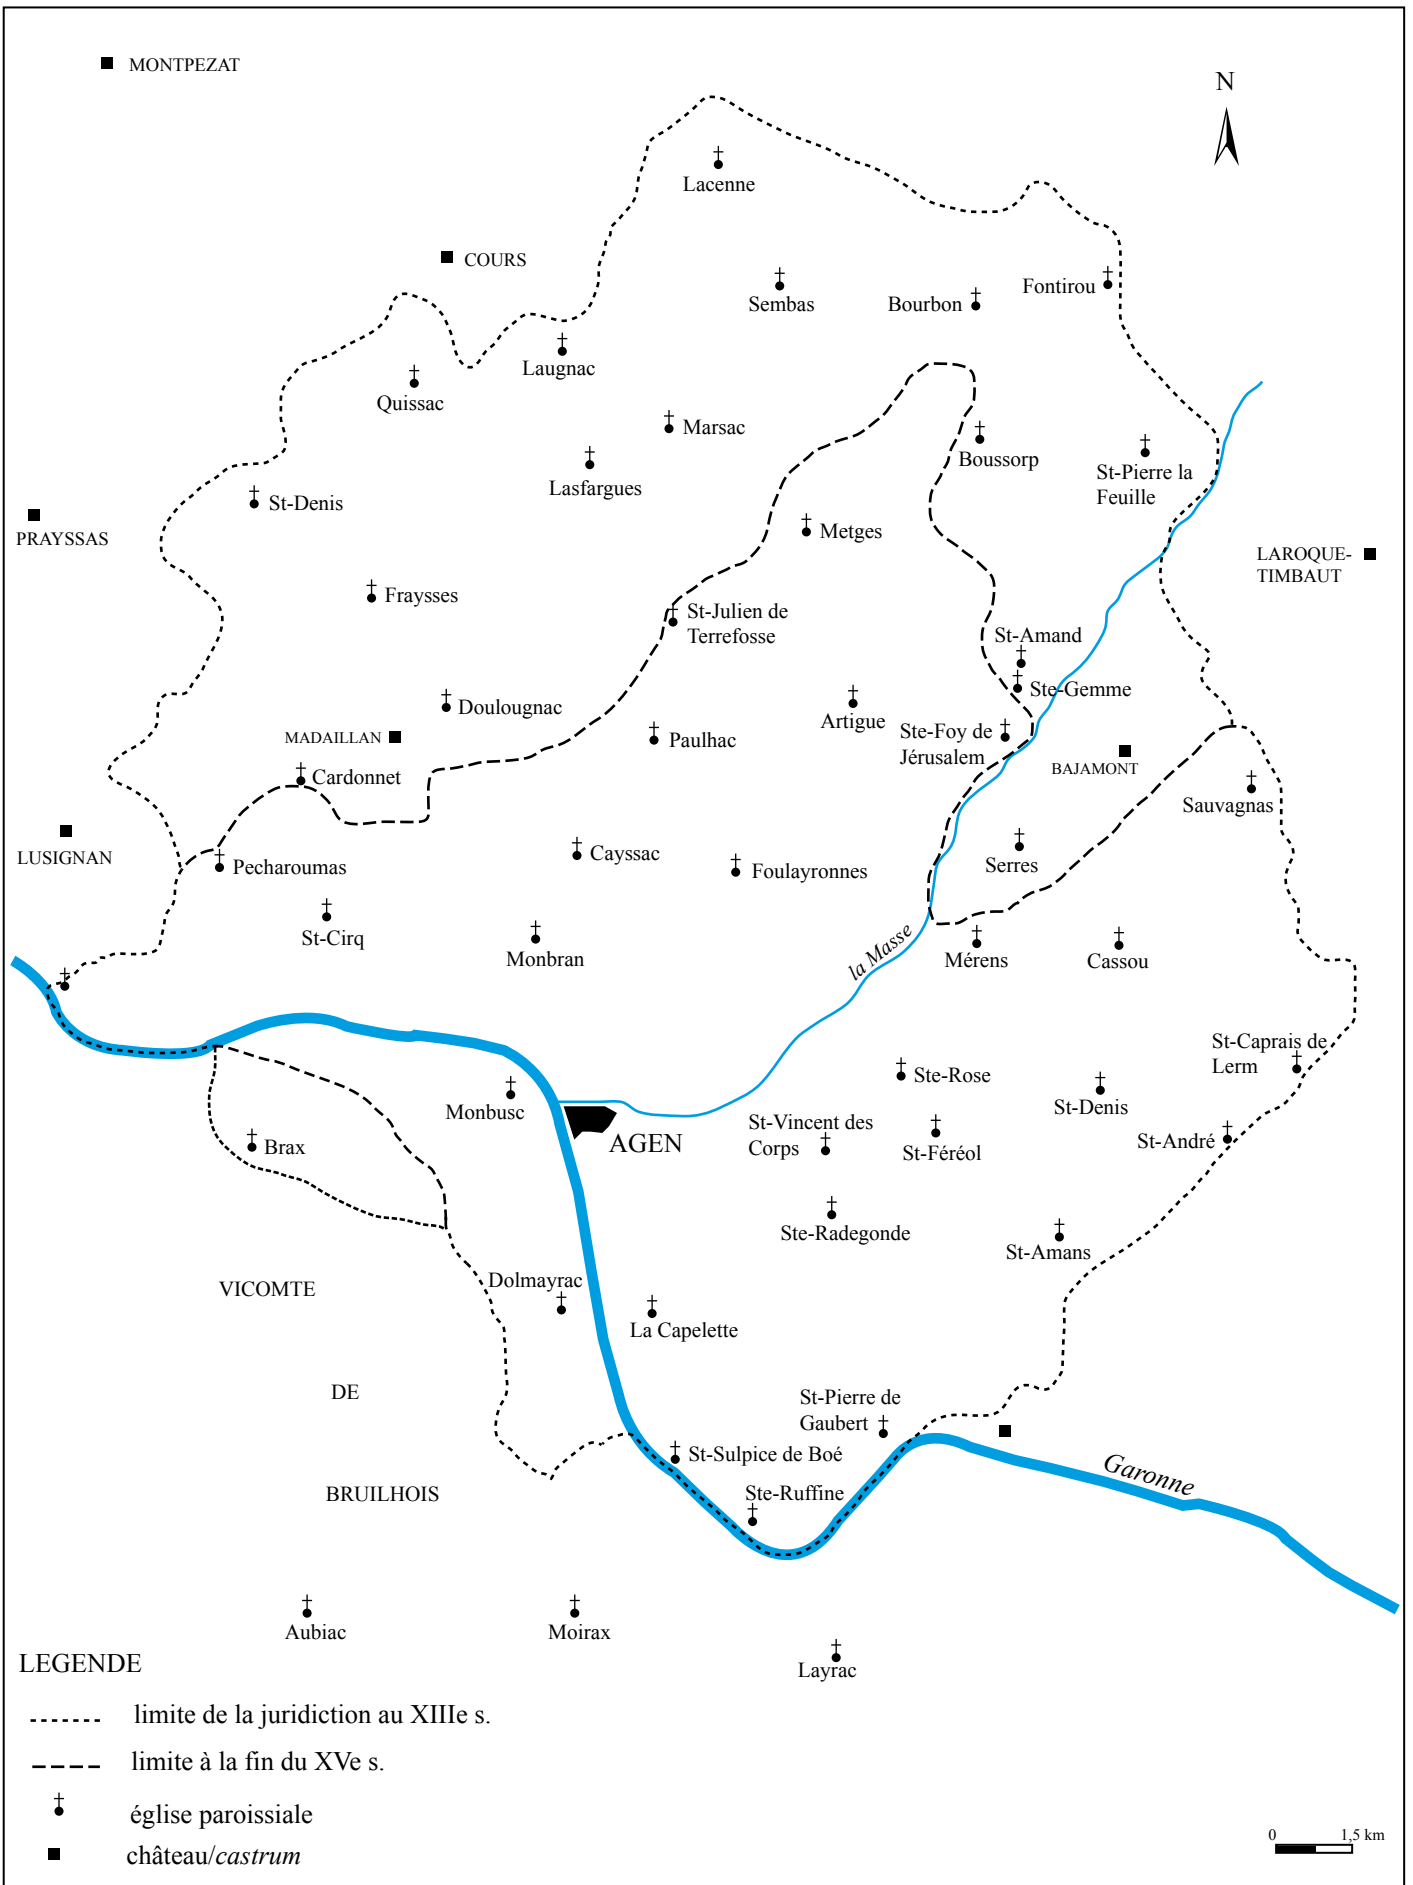 MONTPEZAT
N
Lacenne
COURS
Sembas
Bourbon
Fontirou
Laugnac
Quissac
Marsac
Boussorp
St-Pierre la
Feuille
Lasfargues
St-Denis
PRAYSSAS
Metges
LAROQUE-
TIMBAUT
Fraysses
St-Julien de
Terrefosse
St-Amand
Ste-Gemme
Doulougnac
Artigue
Ste-Foy de
Jérusalem
MADAILLAN
Paulhac
BAJAMONT
Cardonnet
Sauvagnas
LUSIGNAN
Pecharoumas
Cayssac
Foulayronnes
Serres
St-Cirq
Monbran
la Masse
Mérens
Cassou
St-Caprais de
Lerm
Ste-Rose
Monbusc
St-Denis
AGEN
St-Vincent des
Corps
St-Féréol
St-André
Brax
Ste-Radegonde
St-Amans
VICOMTE
Dolmayrac
La Capelette
DE
St-Pierre de
Gaubert
St-Sulpice de Boé
Garonne
BRUILHOIS
Ste-Ruffine
Aubiac
Moirax
Layrac
LEGENDE
limite de la juridiction au XIIIe s.
limite à la fin du XVe s.
église paroissiale
château/castrum
0 1,5 km